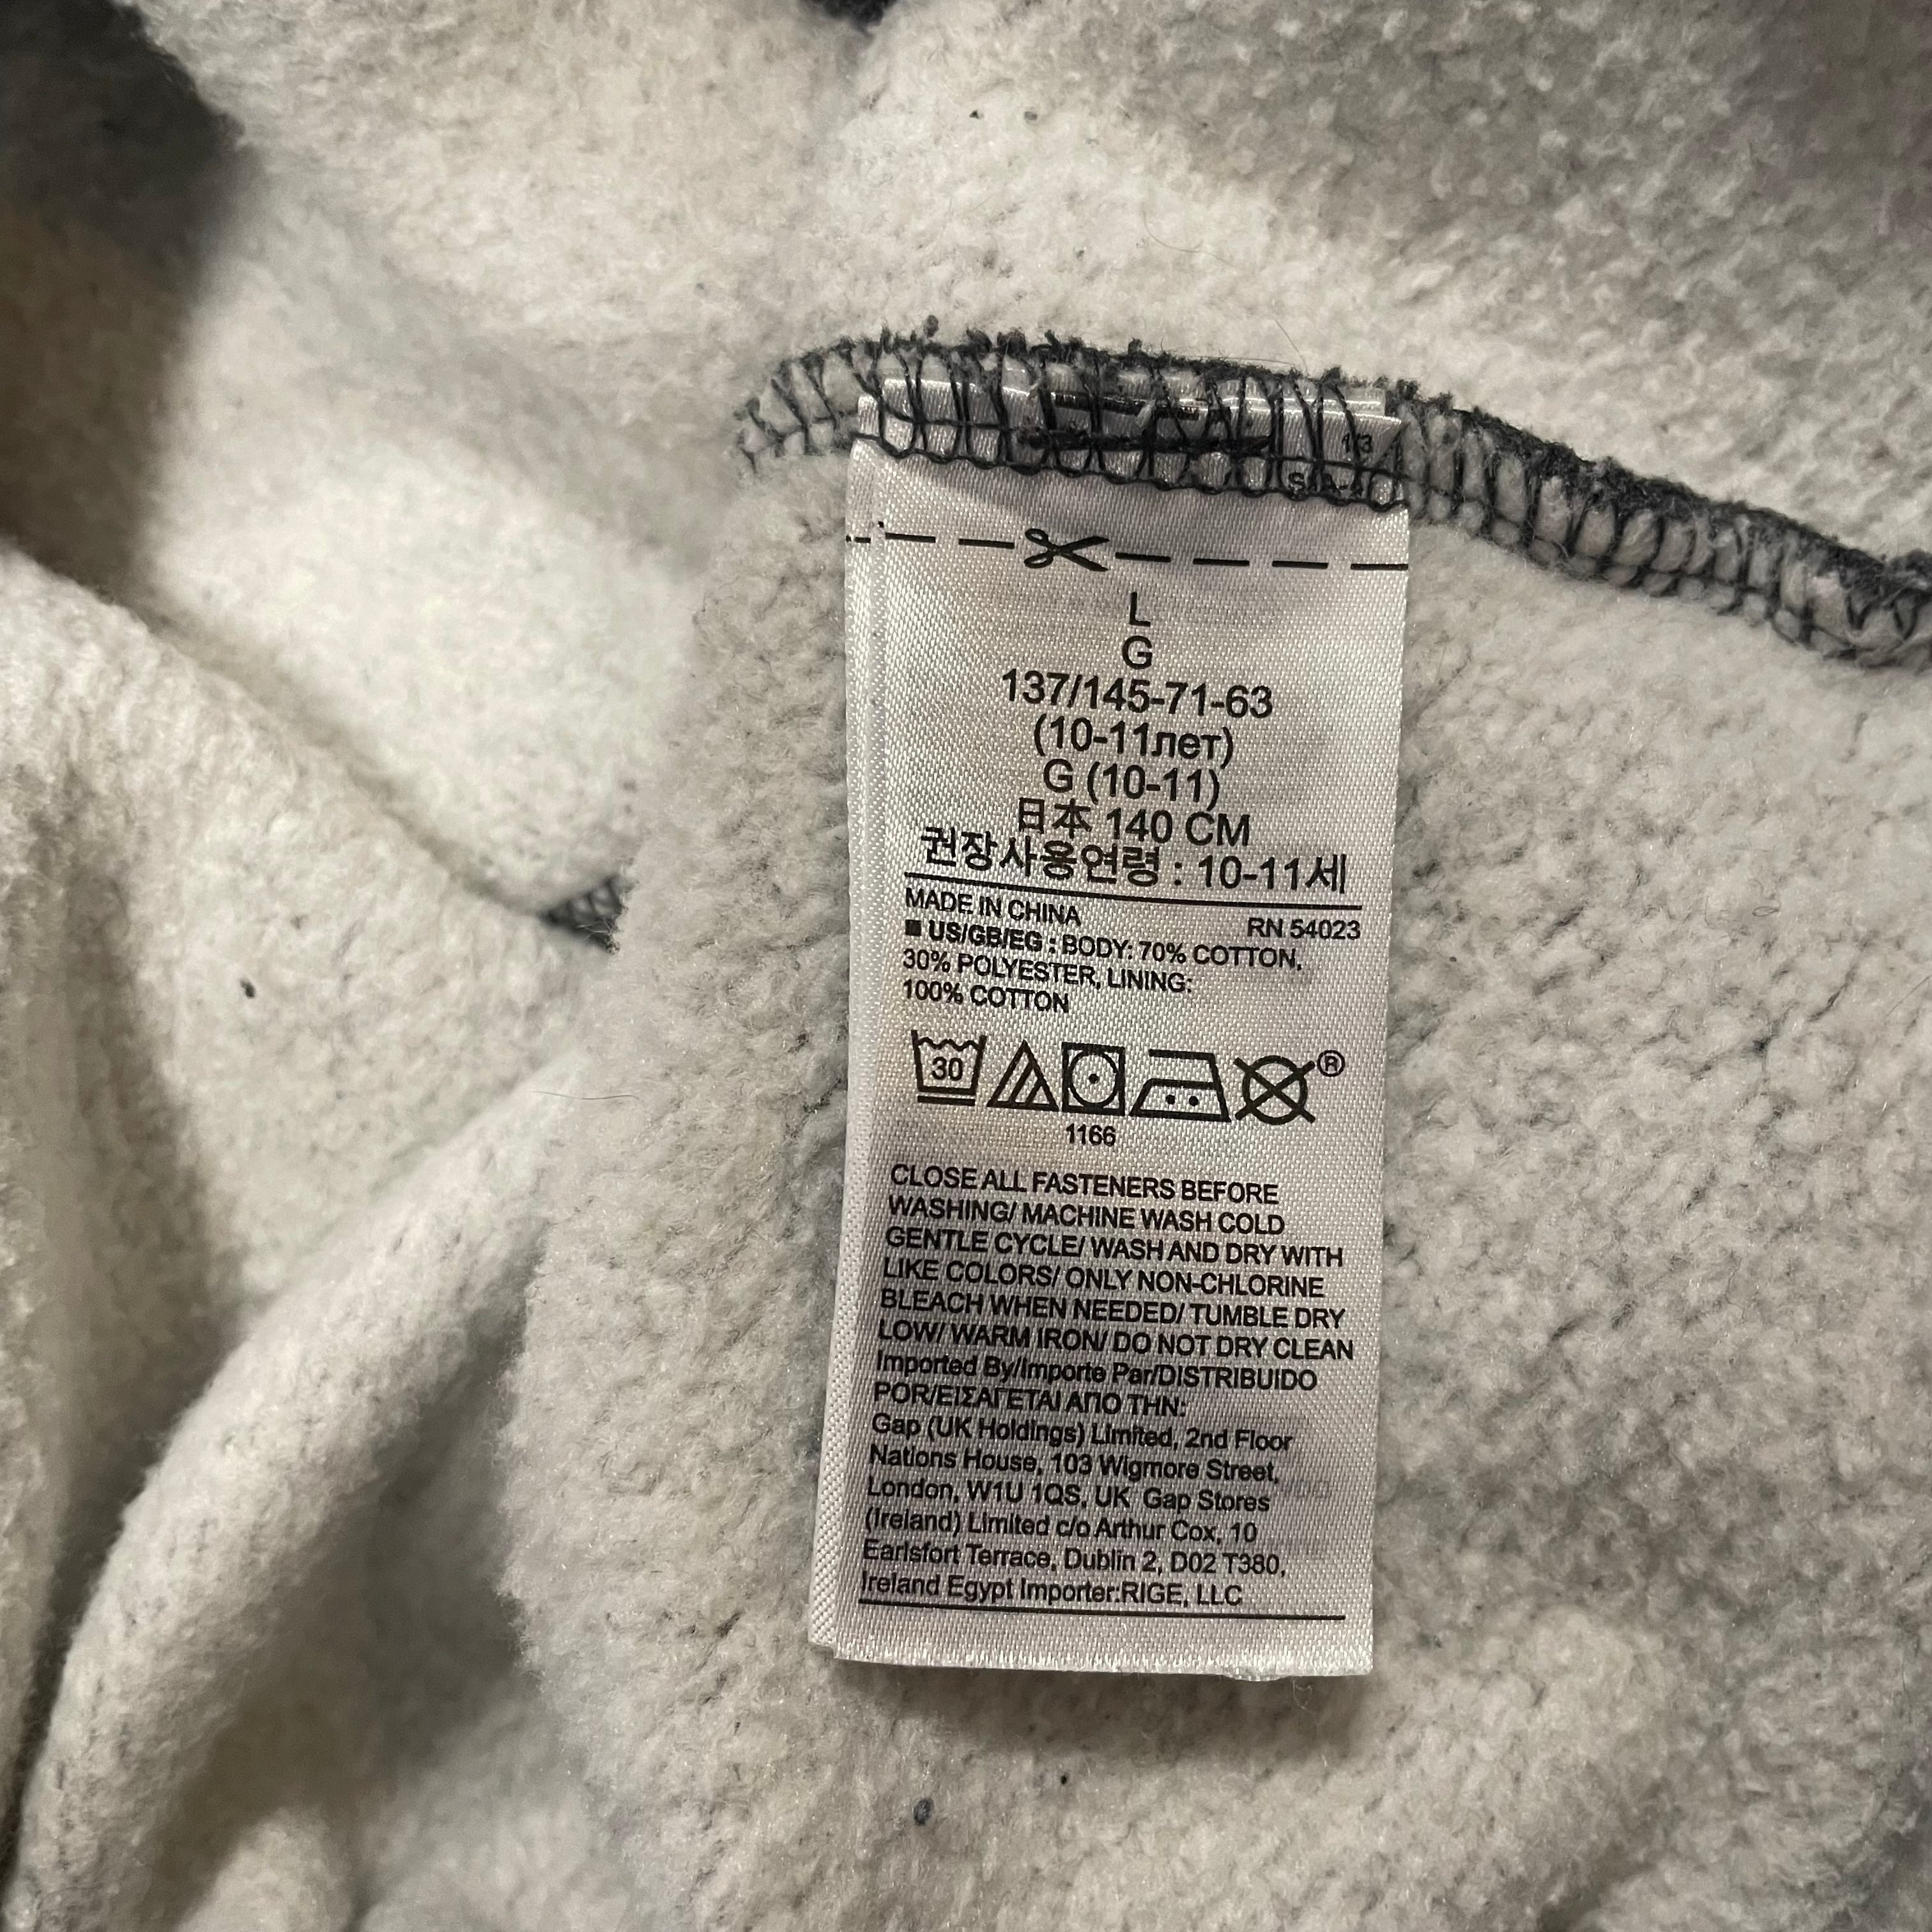 L
G
137/145-71-63
(10-11лет)
G (10-11)
日本 140 CM
권장사용연령 : 10-11세
MADE IN CHINA RN 54023
■ US/GB/EG : BODY: 70% COTTON,
30% POLYESTER, LINING:
100% COTTON
30
®
1166
CLOSE ALL FASTENERS BEFORE
WASHING/ MACHINE WASH COLD
GENTLE CYCLE/ WASH AND DRY WITH
LIKE COLORS/ ONLY NON-CHLORINE
BLEACH WHEN NEEDED/ TUMBLE DRY
LOW/ WARM IRON/ DO NOT DRY CLEAN
Imported By/Importe Par/DISTRIBUIDO
POR/ΕΙΣΑΓΕΤΑΙ ΑΠΟ ΤΗΝ:
Gap (UK Holdings) Limited, 2nd Floor
Nations House, 103 Wigmore Street,
London, W1U 1QS, UK Gap Stores
(Ireland) Limited c/o Arthur Cox, 10
Earlsfort Terrace, Dublin 2, D02 T380,
Ireland Egypt Importer:RIGE, LLC